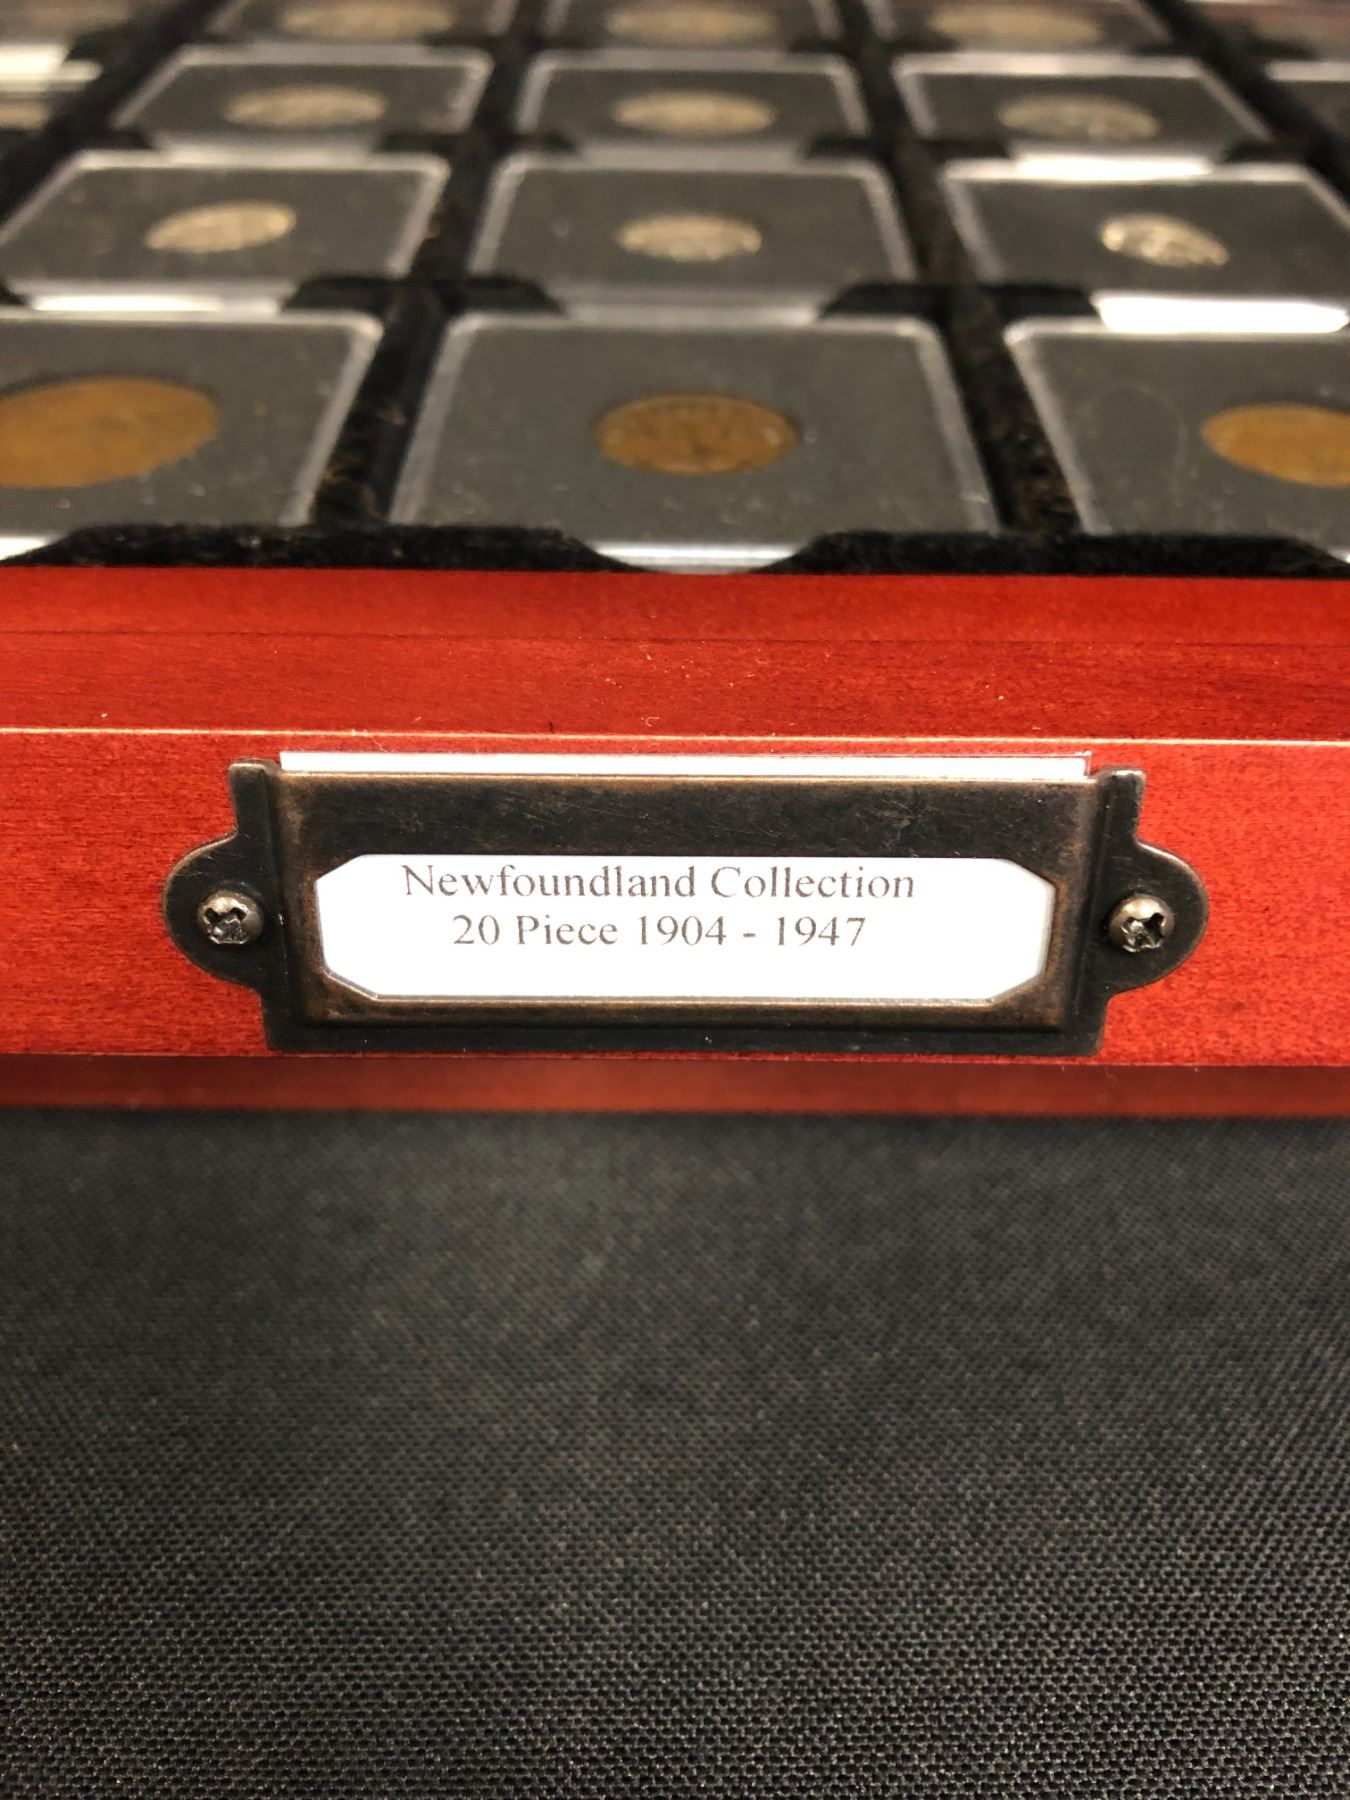 Newfoundland Collection
20 Piece 1904 - 1947